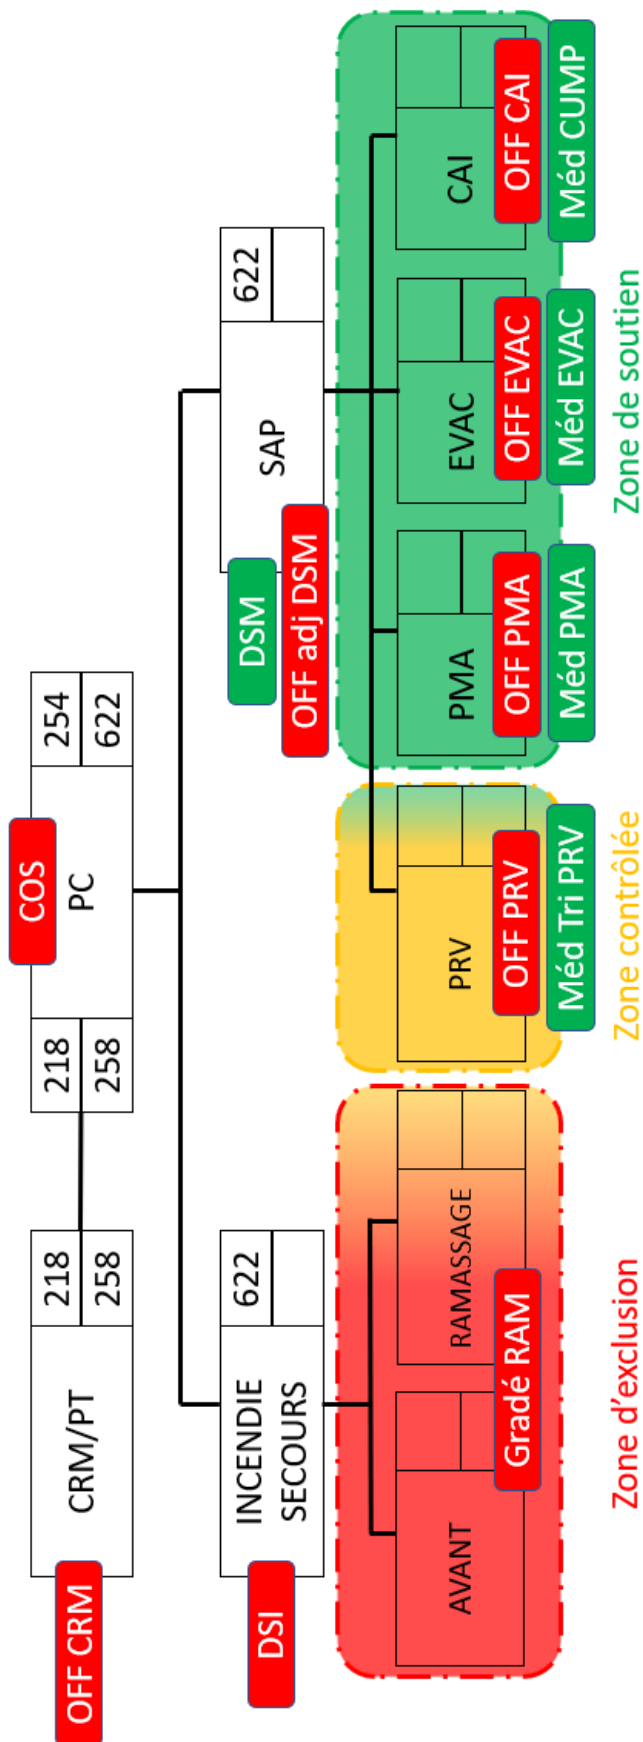 OFF CRM
CRM/PT
218
258
218
258
COS
PC
254
622
DSI
INCENDIE
SECOURS
622
DSM
OFF adj DSM
SAP
622
AVANT
RAMASSAGE
Gradé RAM
PRV
OFF PRV
Méd Tri PRV
PMA
OFF PMA
Méd PMA
EVAC
OFF EVAC
Méd EVAC
CAI
OFF CAI
Méd CUMP
Zone d'exclusion
Zone contrôlée
Zone de soutien